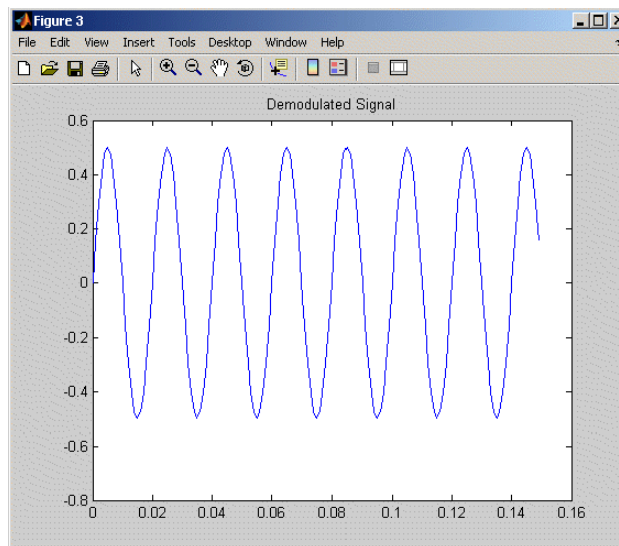 Figure 3
File Edit View Insert Tools Desktop Window Help
Demodulated Signal
0.6
0.4
0.2
0
-0.2
-0.4
-0.6
-0.8
0 0.02 0.04 0.06 0.08 0.1 0.12 0.14 0.16